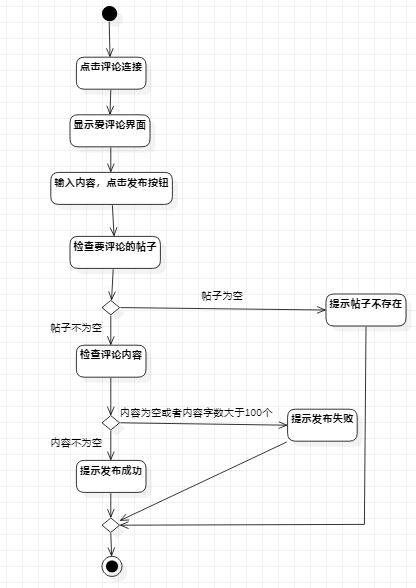 点击评论连接
显示爱评论界面
输入内容，点击发布按钮
检查要评论的帖子
帖子为空
提示帖子不存在
帖子不为空
检查评论内容
内容为空或者内容字数大于100个
提示发布失败
内容不为空
提示发布成功